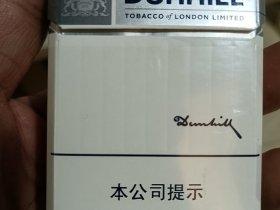 DUNHILL
TOBACCO of LONDON LIMITED
Dunhill
本公司提示